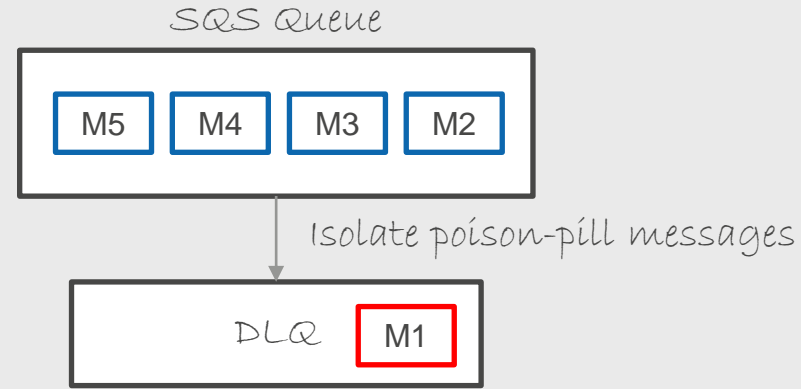 SQS Queue
M5 M4 M3 M2
Isolate poison-pill messages
DLQ M1